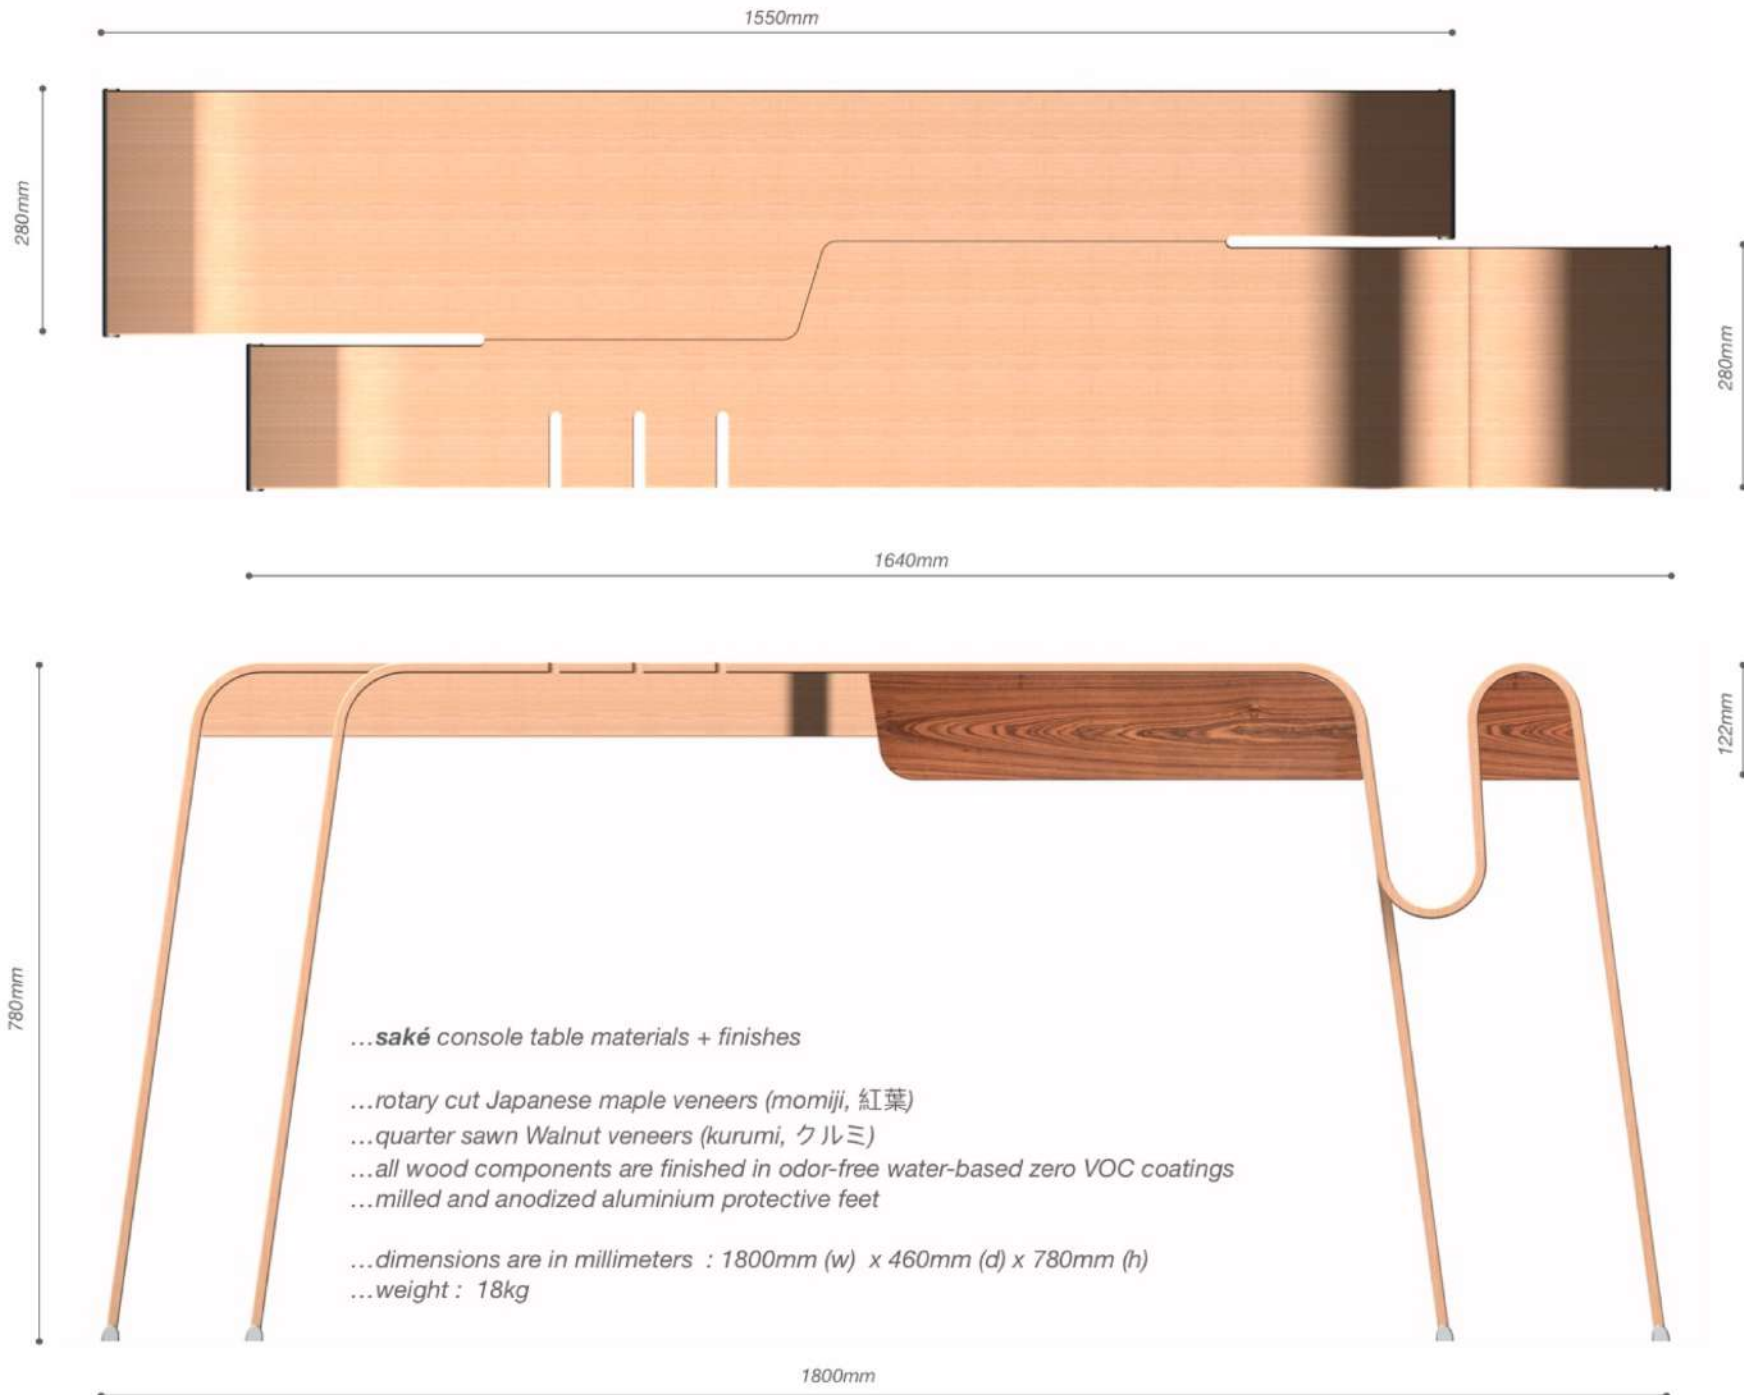 1550mm
280mm
280mm
1640mm
122mm
780mm
...saké console table materials + finishes
...rotary cut Japanese maple veneers (momiji, 紅葉)
...quarter sawn Walnut veneers (kurumi, クルミ)
...all wood components are finished in odor-free water-based zero VOC coatings
...milled and anodized aluminium protective feet
...dimensions are in millimeters : 1800mm (w) x 460mm (d) x 780mm (h)
...weight : 18kg
1800mm